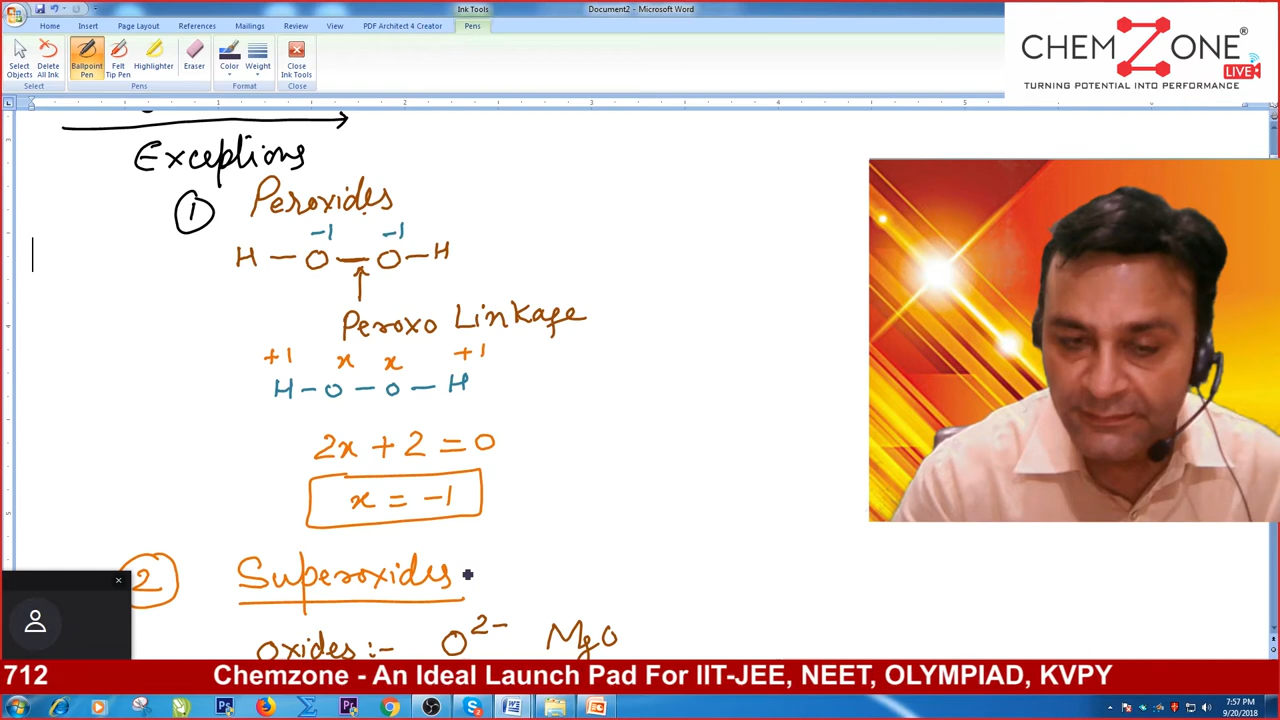 Ink Tools
Document2 - Microsoft Word
Home Insert Page Layout References Mailings Review View PDF Architect 4 Creator Pens
Select Objects
Delete All Ink
Ballpoint Pen
Felt Tip Pen
Highlighter
Eraser
Color
Weight
Close Ink Tools
Select Pens Format Close
CHEMZONE®
LIVE
TURNING POTENTIAL INTO PERFORMANCE
1 2 3 5
Exceptions
① Peroxides
-1 -1
H - O - O - H
Peroxo Linkage
+1 x x +1
H - O - O - H
2x + 2 = 0
x = -1
② Superoxides
oxides :- O²⁻ MgO
712
Chemzone - An Ideal Launch Pad For IIT-JEE, NEET, OLYMPIAD, KVPY
7:57 PM
9/20/2018